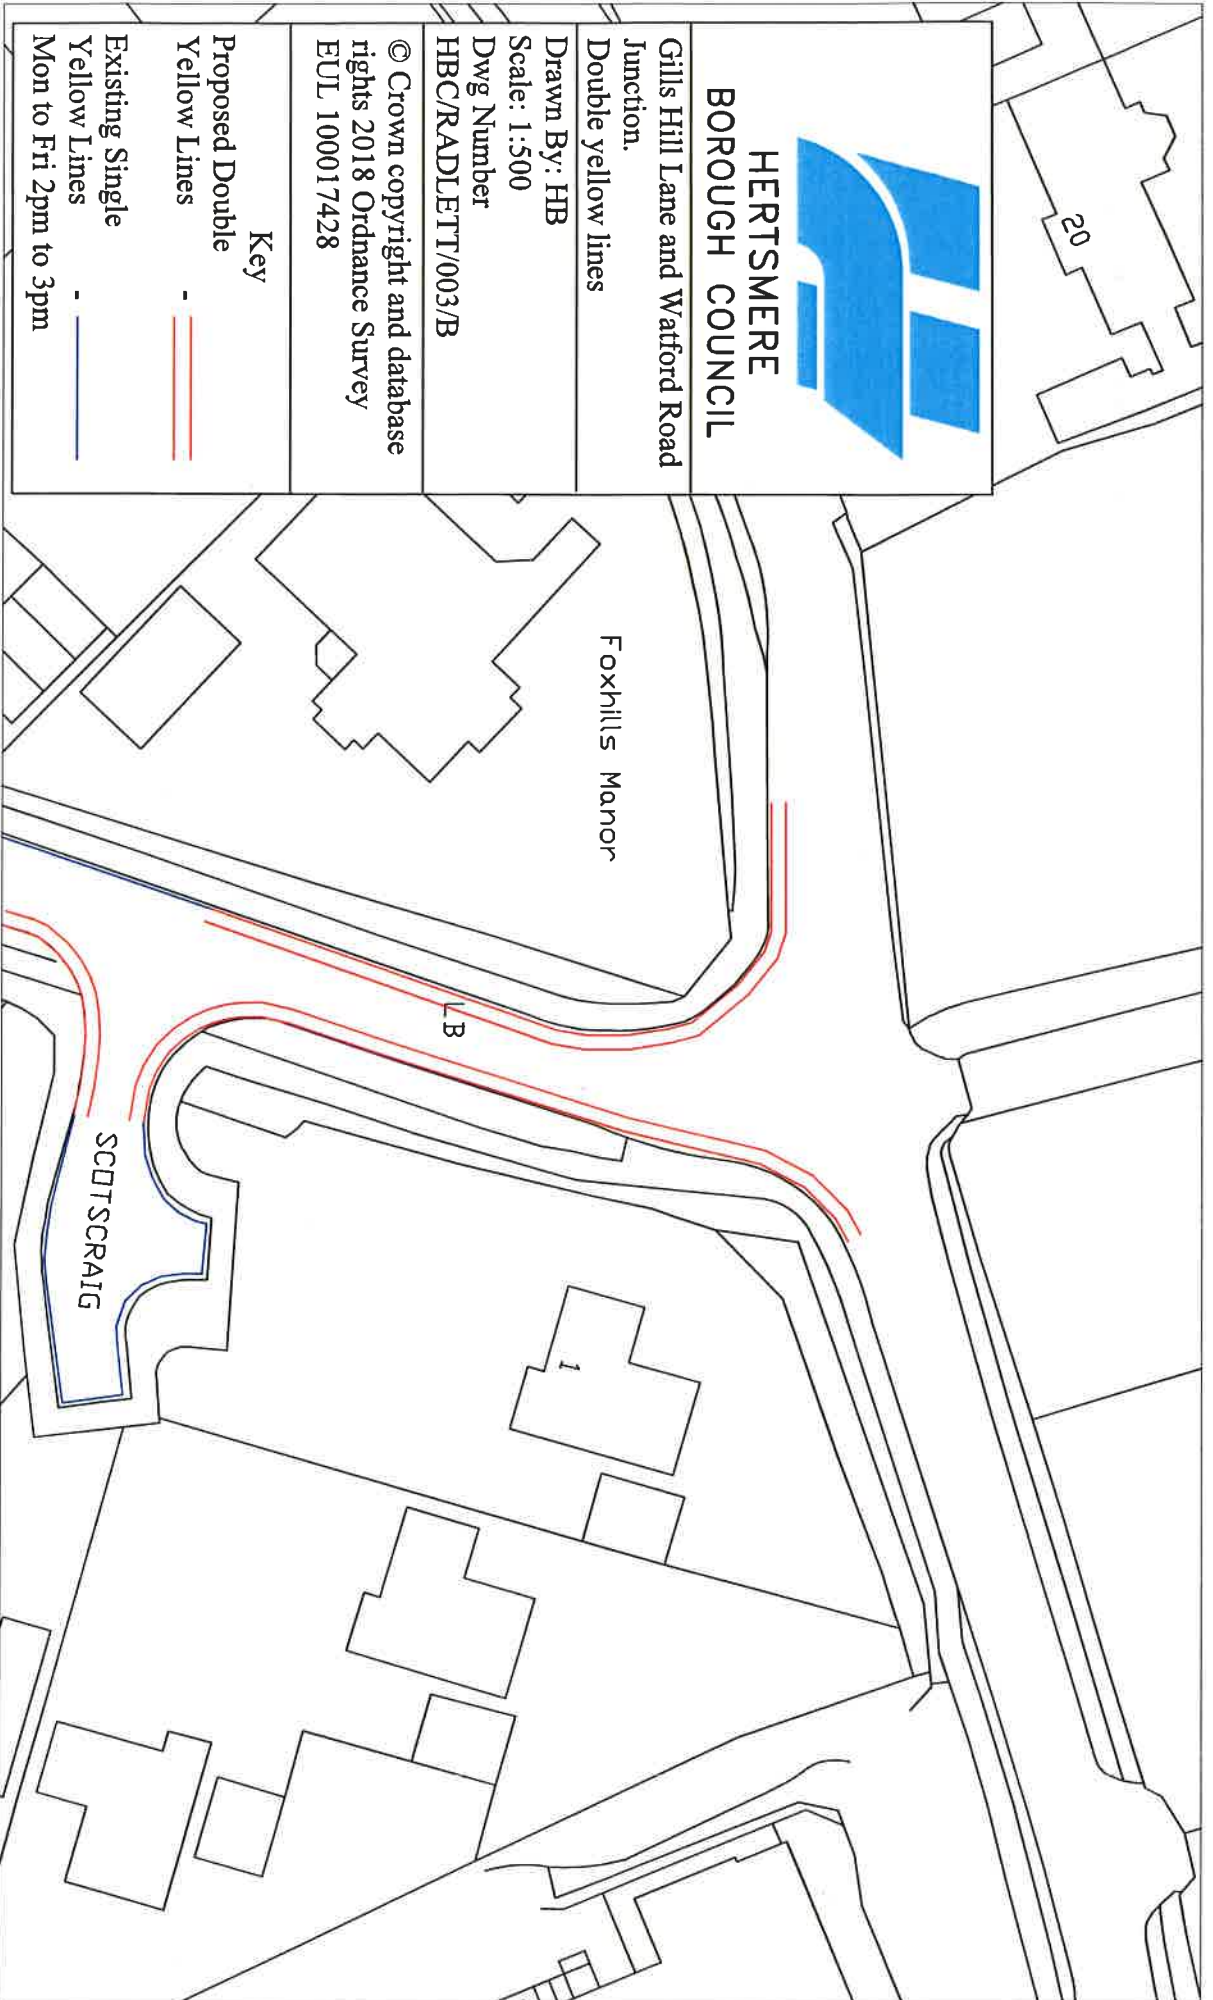 HERTSMERE
BOROUGH COUNCIL
Gills Hill Lane and Watford Road
Junction.
Double yellow lines
Drawn By: HB
Scale: 1:500
Dwg Number
HBC/RADLETT/003/B
© Crown copyright and database
rights 2018 Ordnance Survey
EUL 100017428
Key
Proposed Double
Yellow Lines -
Existing Single
Yellow Lines -
Mon to Fri 2pm to 3pm
20
Foxhills Manor
LB
SCOTSCRAIG
1